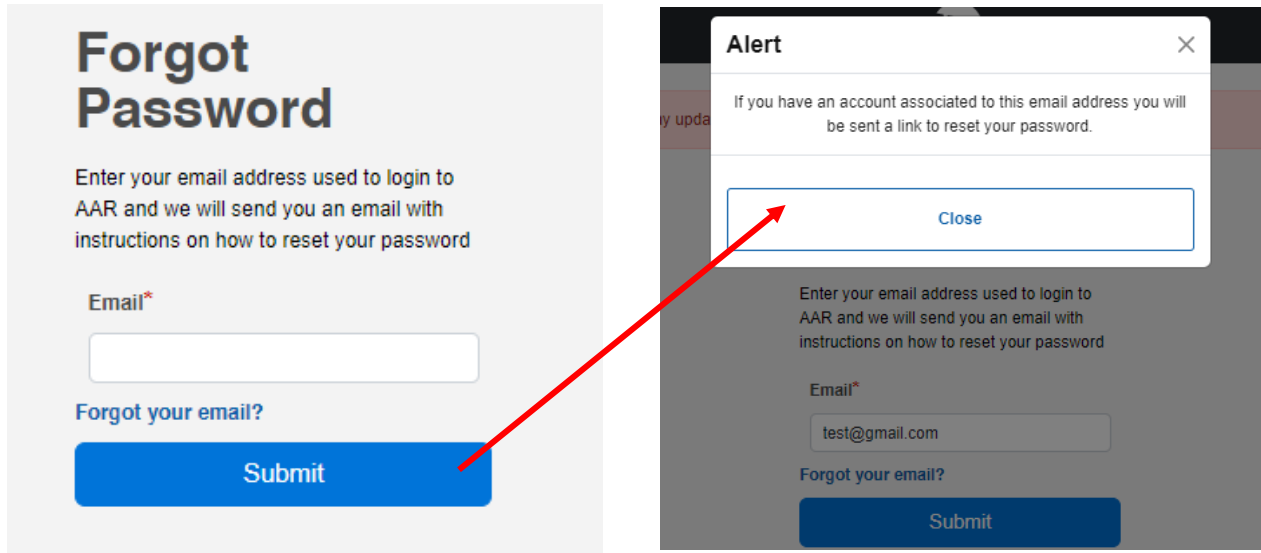 Forgot
Password
Enter your email address used to login to
AAR and we will send you an email with
instructions on how to reset your password
Email*
Forgot your email?
Submit
Alert
If you have an account associated to this email address you will
be sent a link to reset your password.
Close
Enter your email address used to login to
AAR and we will send you an email with
instructions on how to reset your password
Email*
test@gmail.com
Forgot your email?
Submit